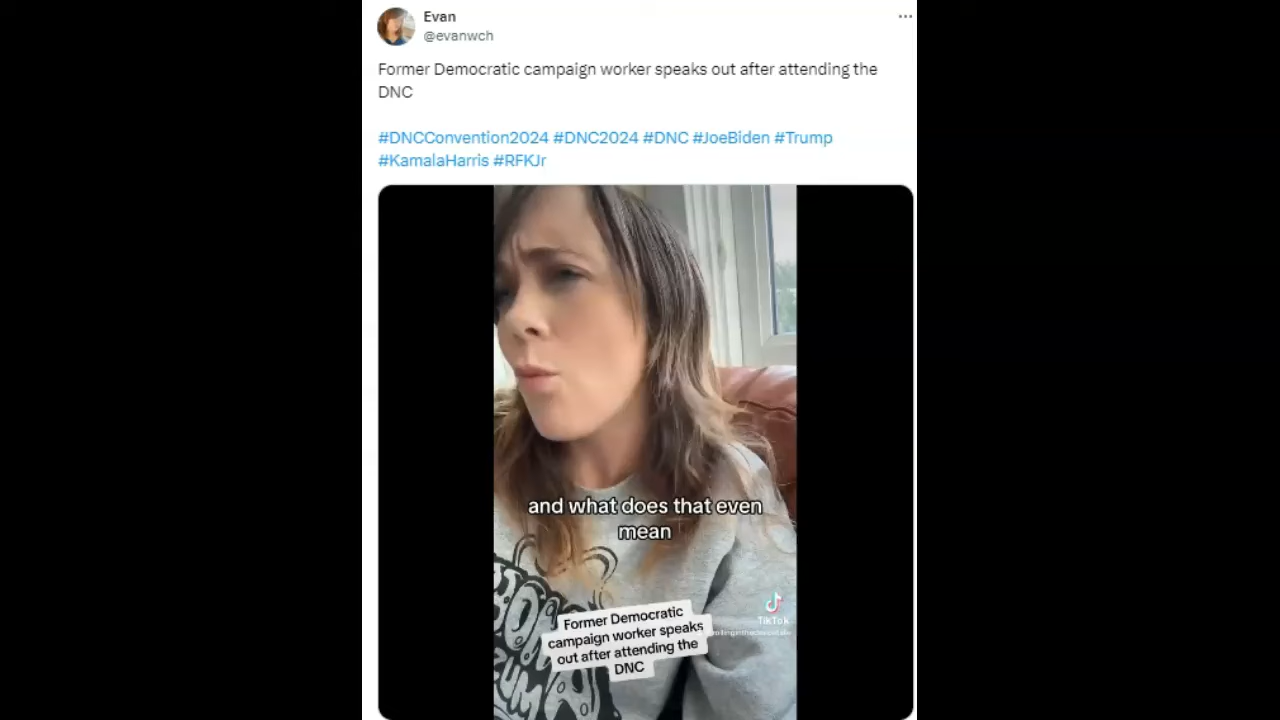 Evan
@evanwch
Former Democratic campaign worker speaks out after attending the
DNC
#DNCConvention2024 #DNC2024 #DNC #JoeBiden #Trump
#KamalaHarris #RFKJr
and what does that even
mean
Former Democratic
campaign worker speaks
out after attending the
DNC
TikTok